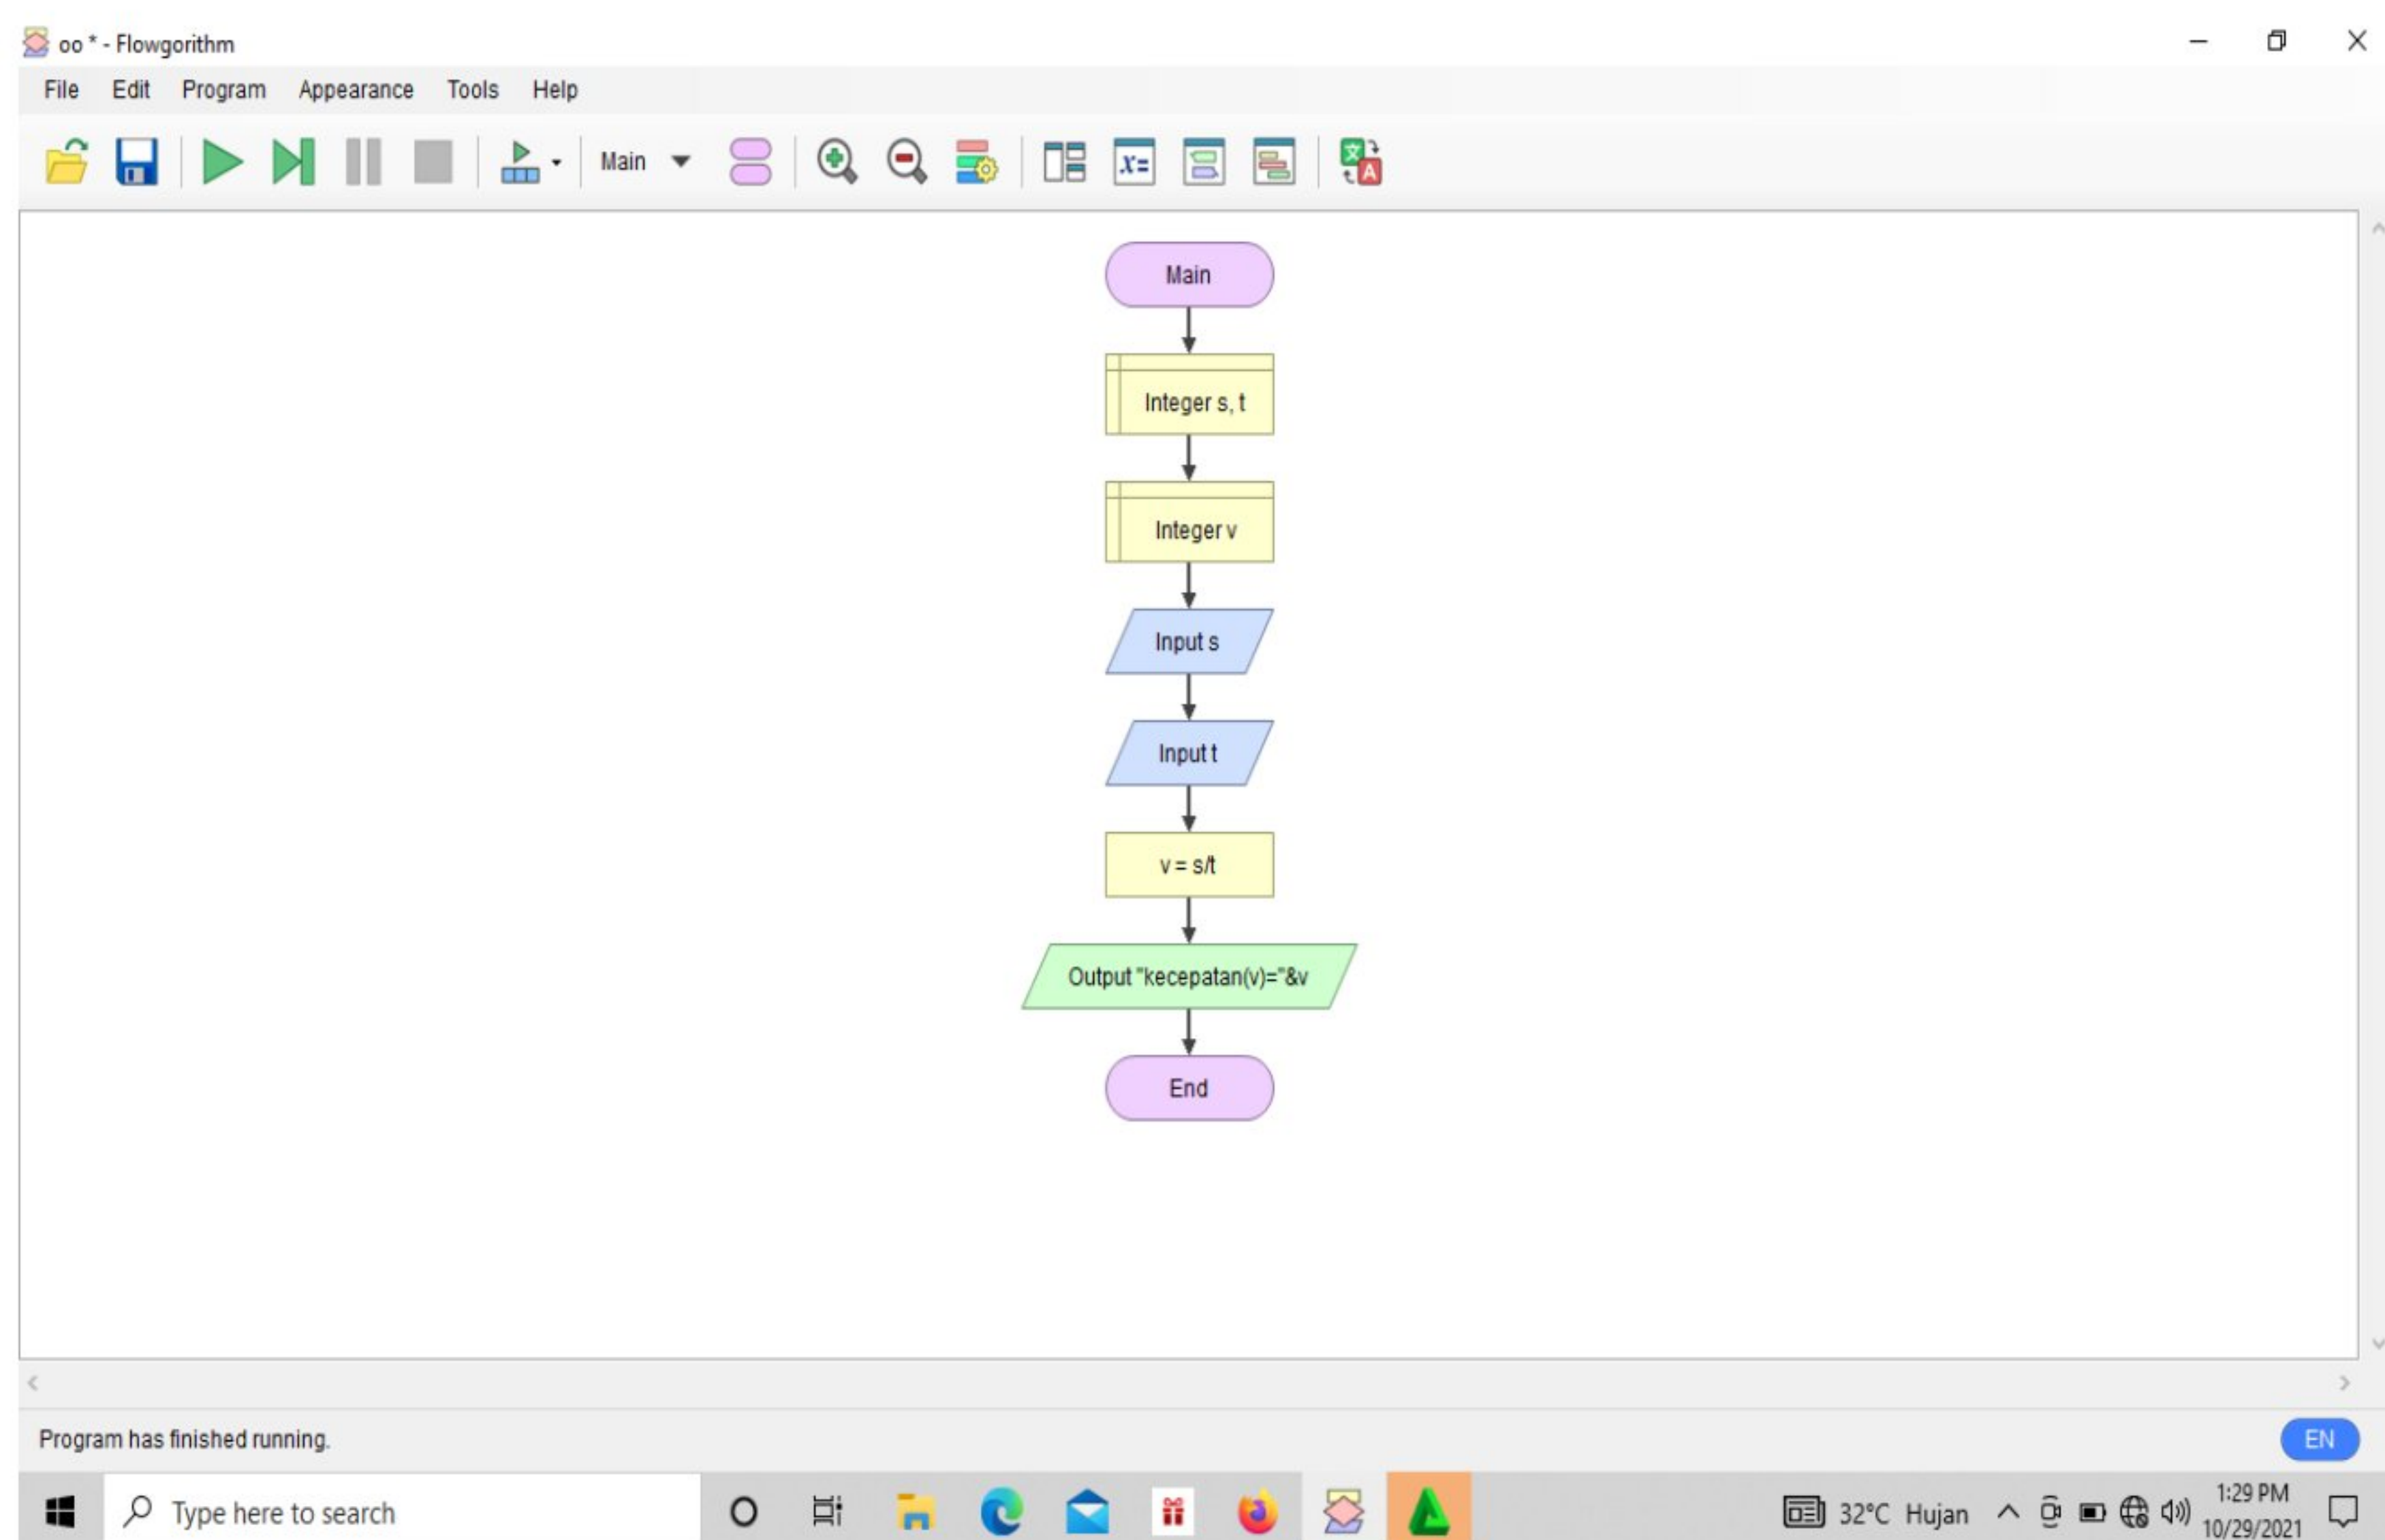 oo * - Flowgorithm
File Edit Program Appearance Tools Help
Main
x=
A
Main
Integer s, t
Integer v
Input s
Input t
v = s/t
Output "kecepatan(v)="&v
End
Program has finished running.
EN
Type here to search
32°C Hujan
1:29 PM
10/29/2021